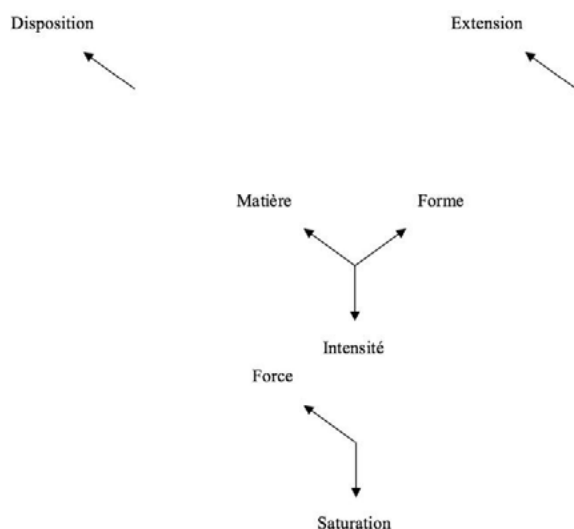 Disposition
Extension
Matière
Forme
Intensité
Force
Saturation